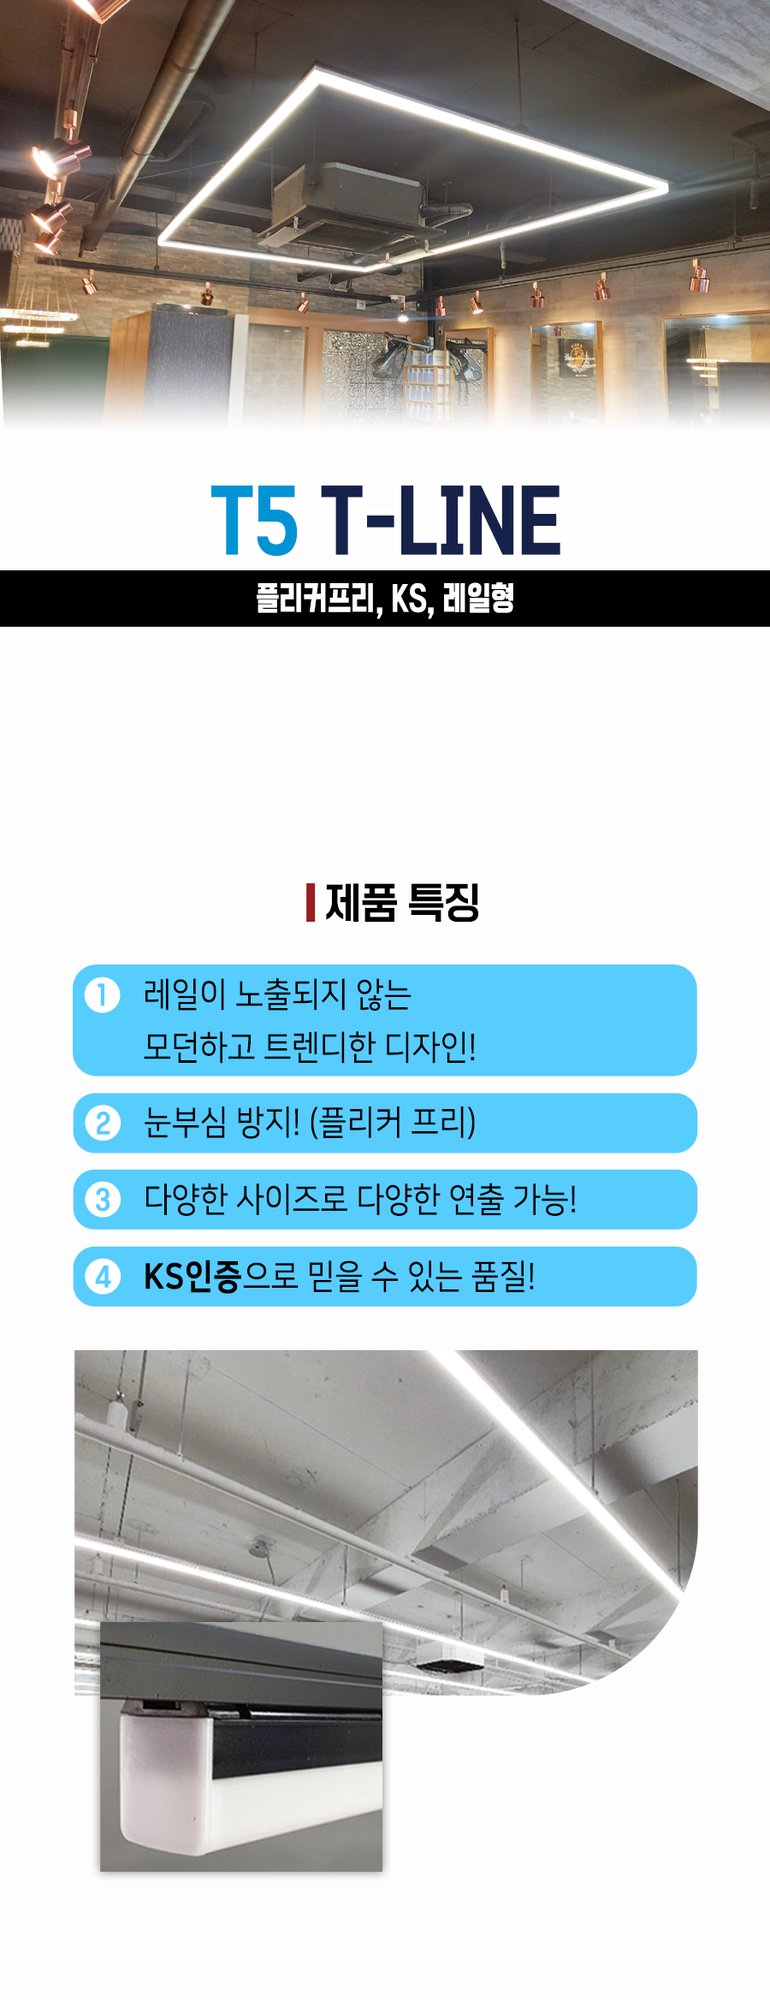 T5 T-LINE
플리커프리, KS, 레일형
제품 특징
1 레일이 노출되지 않는
모던하고 트렌디한 디자인!
2 눈부심 방지! (플리커 프리)
3 다양한 사이즈로 다양한 연출 가능!
4 KS인증으로 믿을 수 있는 품질!